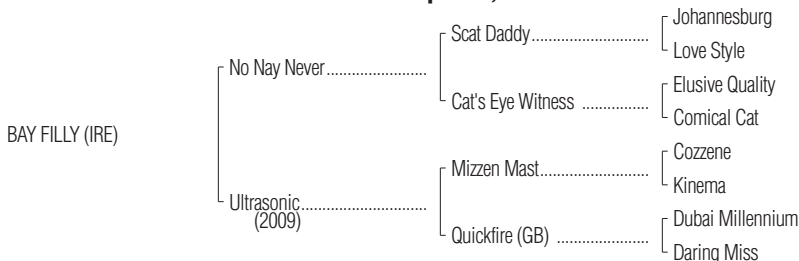 Johannesburg
Scat Daddy
Love Style
No Nay Never
Elusive Quality
Cat's Eye Witness
Comical Cat
BAY FILLY (IRE)
Cozzene
Mizzen Mast
Kinema
Ultrasonic
(2009)
Dubai Millennium
Quickfire (GB)
Daring Miss